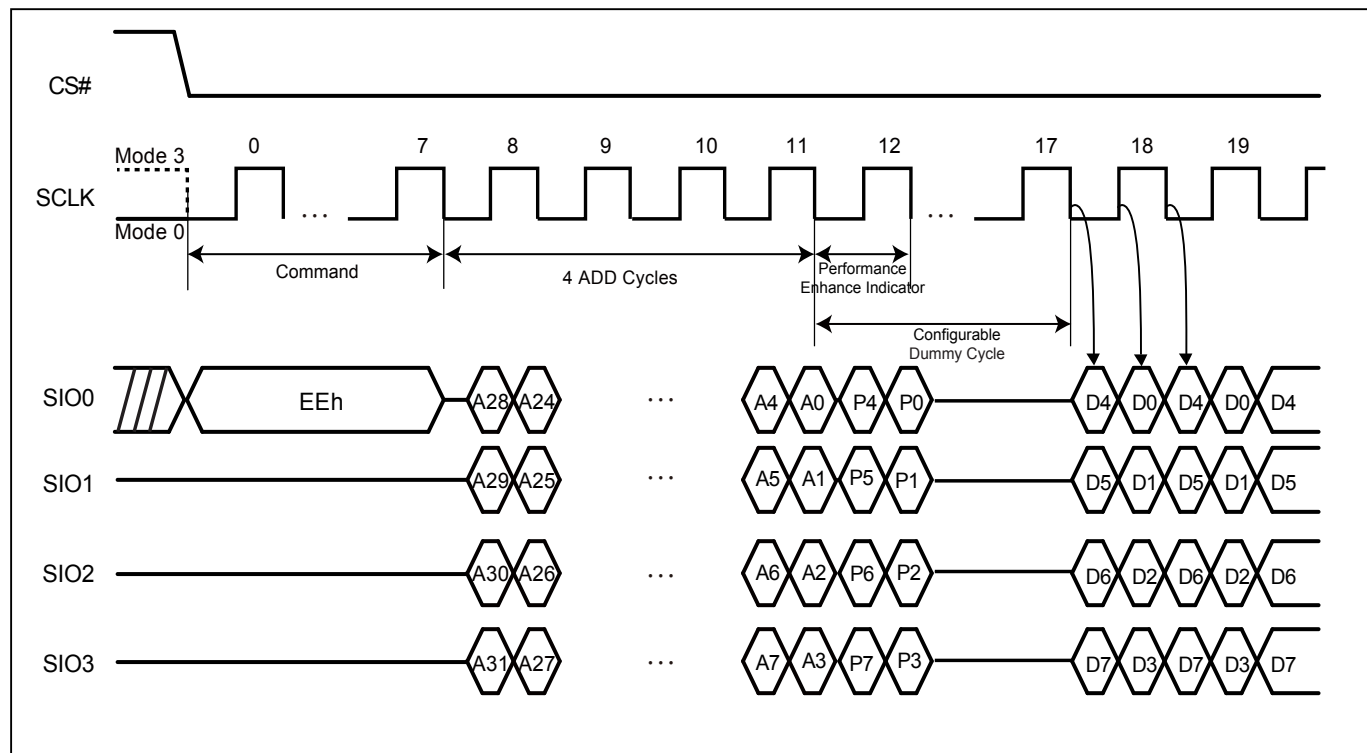 CS#
Mode 3
0 ... 7 8 9 10 11 12 ... 17 18 19
SCLK
Mode 0
Command
4 ADD Cycles
Performance
Enhance Indicator
Configurable
Dummy Cycle
SIO0 EEh A28 A24 ... A4 A0 P4 P0 D4 D0 D4 D0 D4
SIO1 A29 A25 ... A5 A1 P5 P1 D5 D1 D5 D1 D5
SIO2 A30 A26 ... A6 A2 P6 P2 D6 D2 D6 D2 D6
SIO3 A31 A27 ... A7 A3 P7 P3 D7 D3 D7 D3 D7